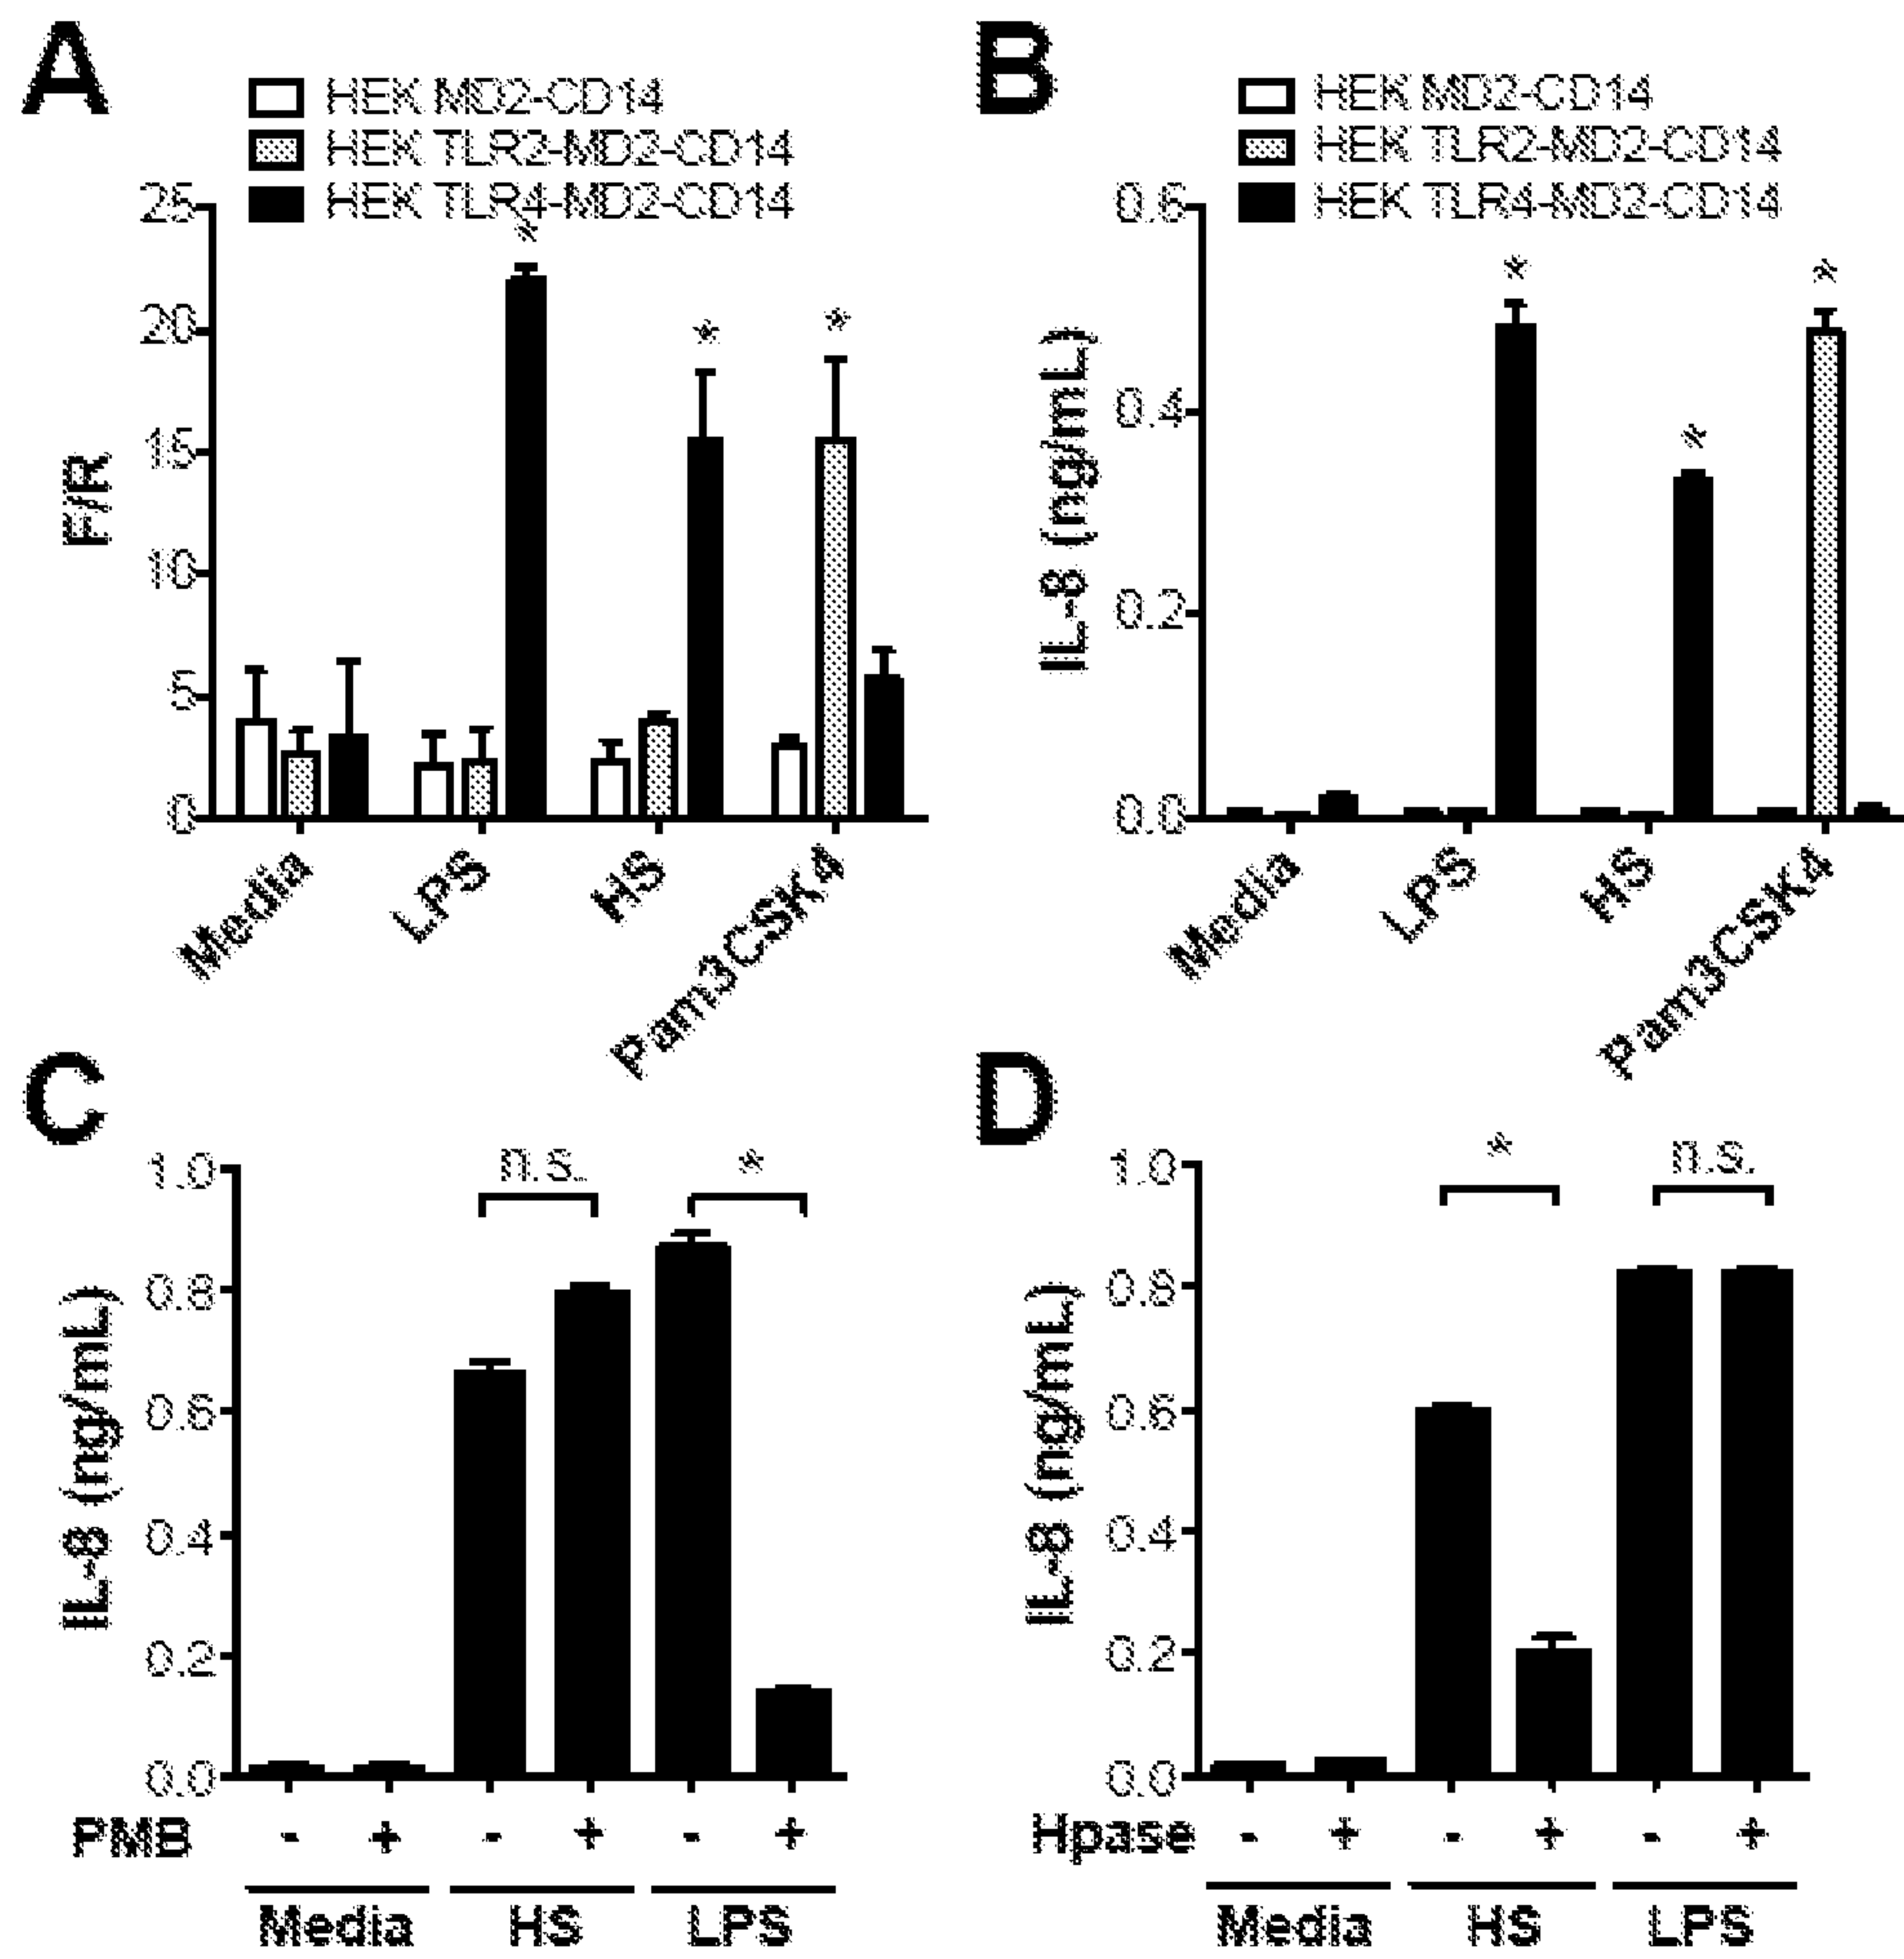 A
HEK MD2-CD14
HEK TLR2-MD2-CD14
HEK TLR4-MD2-CD14
25
20
15
10
5
0
F/R
*
*
*
Media
LPS
HS
Pam3CSK4
B
HEK MD2-CD14
HEK TLR2-MD2-CD14
HEK TLR4-MD2-CD14
0.6
0.4
0.2
0.0
IL-8 (ng/mL)
*
*
*
Media
LPS
HS
Pam3CSK4
C
n.s.
*
1.0
0.8
0.6
0.4
0.2
0.0
IL-8 (ng/mL)
PMB - + - + - +
Media HS LPS
D
*
n.s.
1.0
0.8
0.6
0.4
0.2
0.0
IL-8 (ng/mL)
Hpase - + - + - +
Media HS LPS